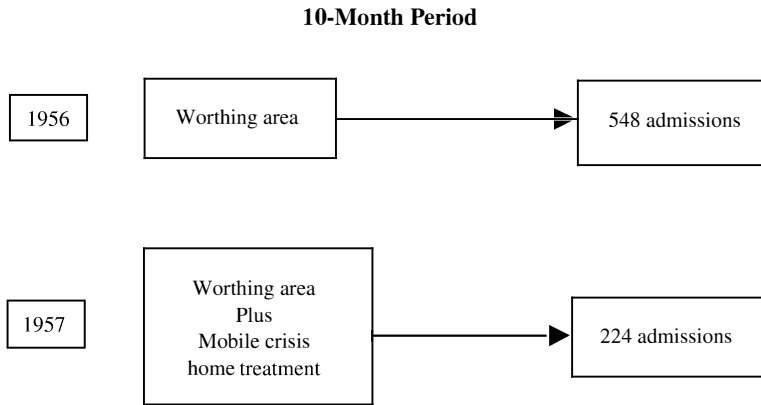 10-Month Period
1956
Worthing area
548 admissions
1957
Worthing area
Plus
Mobile crisis
home treatment
224 admissions